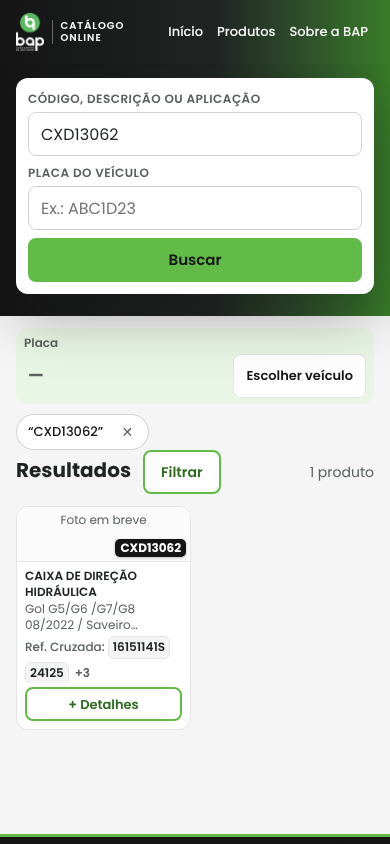 bap
CATÁLOGO
ONLINE
Início Produtos Sobre a BAP
CÓDIGO, DESCRIÇÃO OU APLICAÇÃO
CXD13062
PLACA DO VEÍCULO
Ex.: ABC1D23
Buscar
Placa
—
Escolher veículo
“CXD13062” ✕
Resultados
Filtrar
1 produto
Foto em breve
CXD13062
CAIXA DE DIREÇÃO
HIDRÁULICA
Gol G5/G6 /G7/G8
08/2022 / Saveiro…
Ref. Cruzada: 16151141S
24125 +3
+ Detalhes